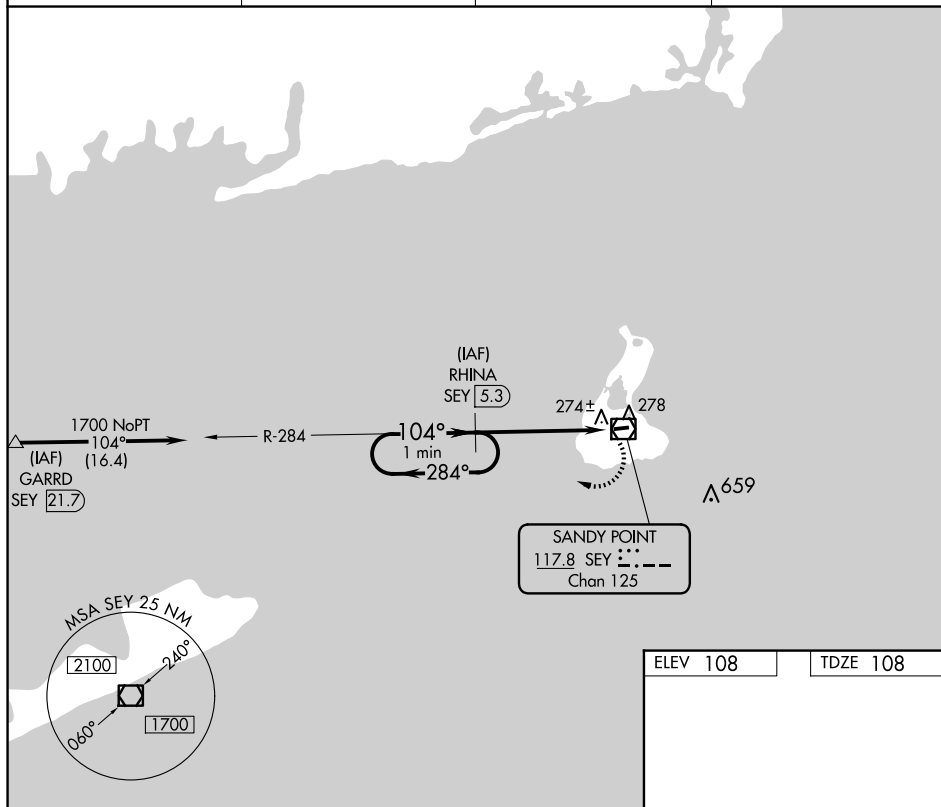 (IAF)
RHINA
SEY 5.3
274±
278
1700 NoPT
104°
(16.4)
R-284
104°
1 min
284°
(IAF)
GARRD
SEY 21.7
659
SANDY POINT
117.8 SEY
Chan 125
MSA SEY 25 NM
2100
240°
060°
1700
ELEV 108
TDZE 108